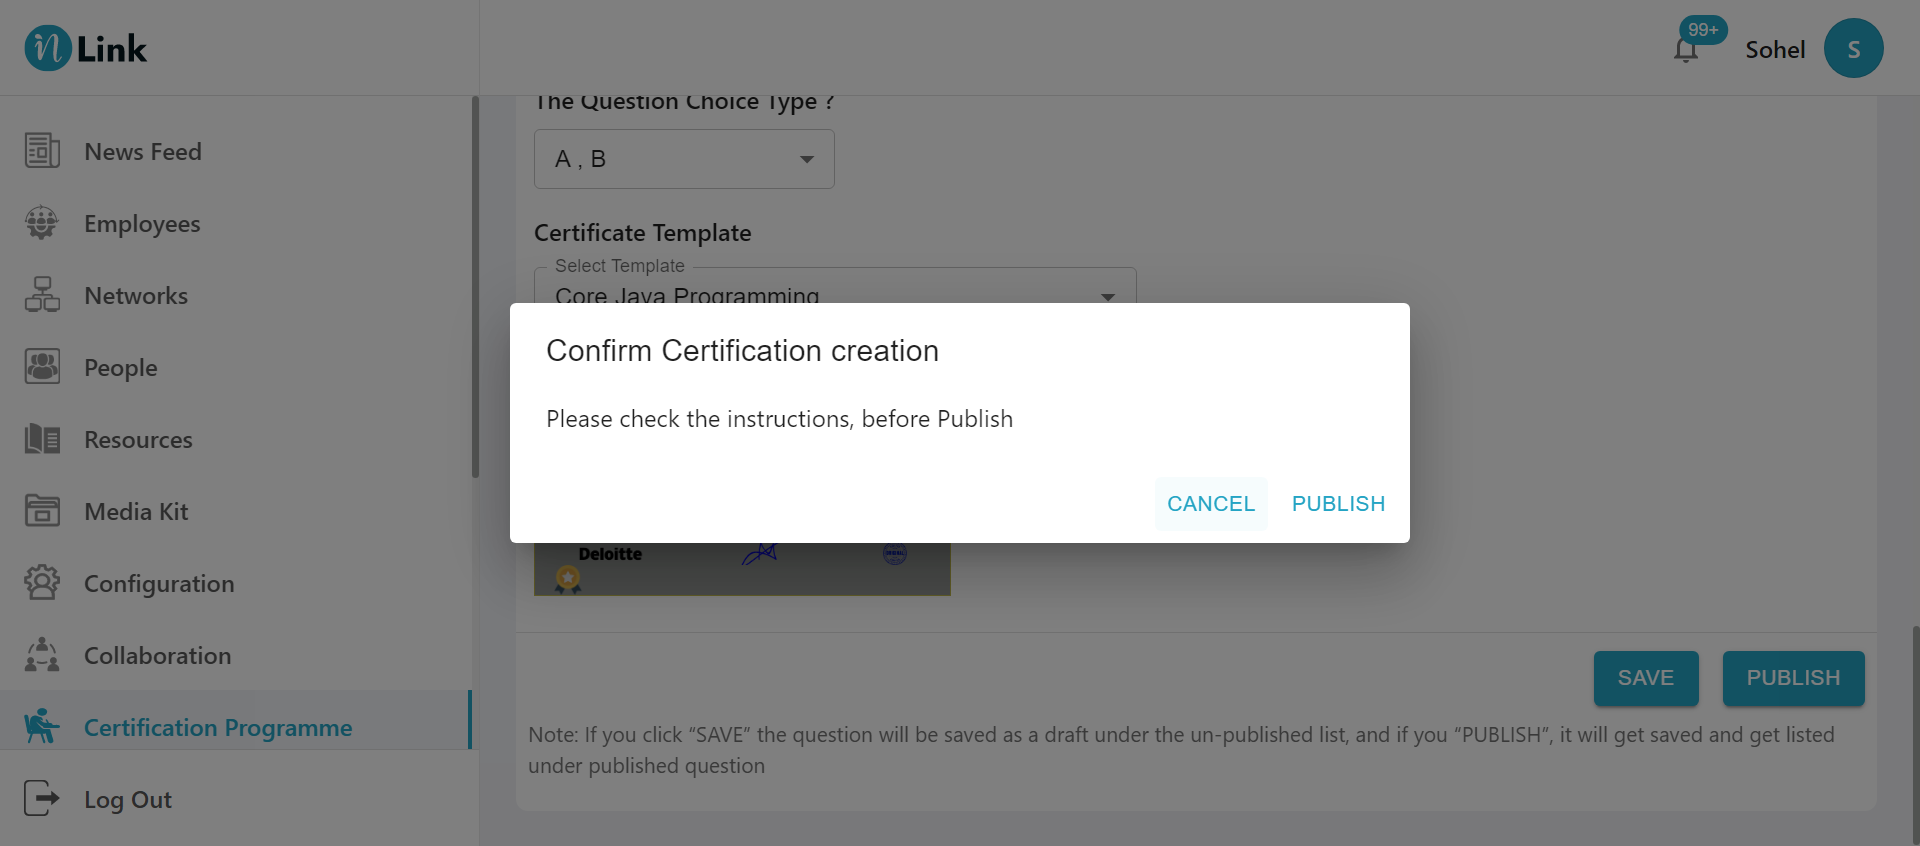 n Link
99+
Sohel
S
News Feed
Employees
Networks
People
Resources
Media Kit
Configuration
Collaboration
Certification Programme
Log Out
The Question Choice Type ?
A , B
Certificate Template
Select Template
Core Java Programming
Confirm Certification creation
Please check the instructions, before Publish
CANCEL
PUBLISH
Deloitte
SAVE
PUBLISH
Note: If you click “SAVE” the question will be saved as a draft under the un-published list, and if you “PUBLISH”, it will get saved and get listed
under published question